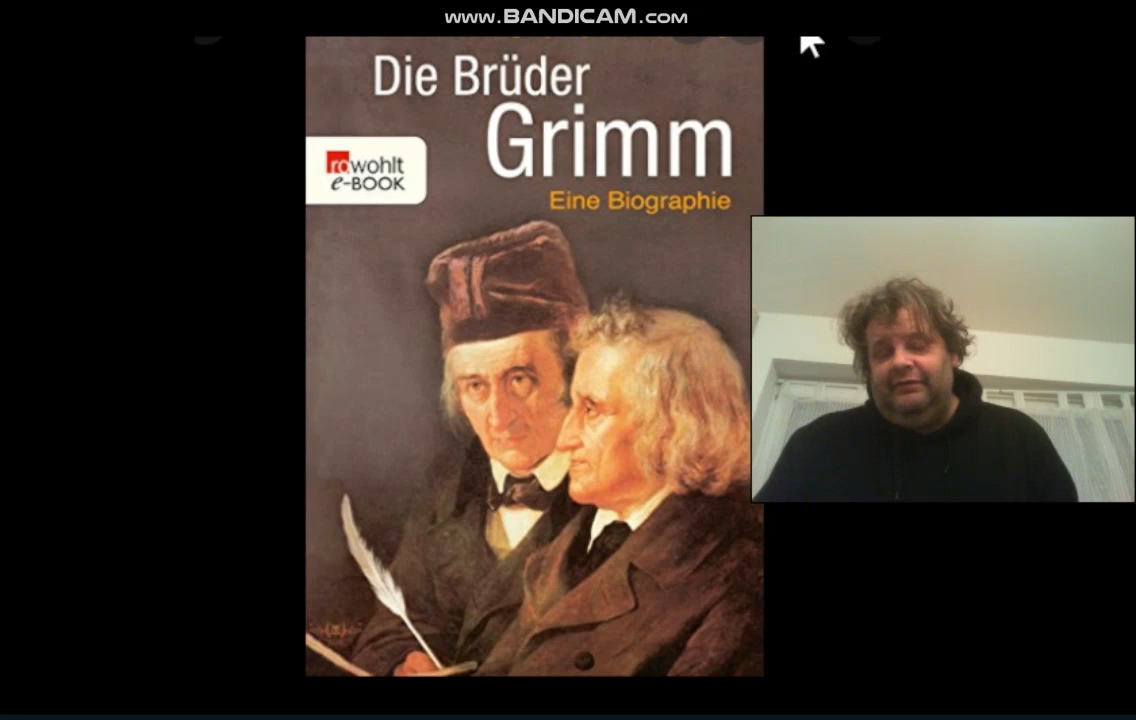 www.BANDICAM.com
Die Brüder
Grimm
rowohlt
e-BOOK
Eine Biographie